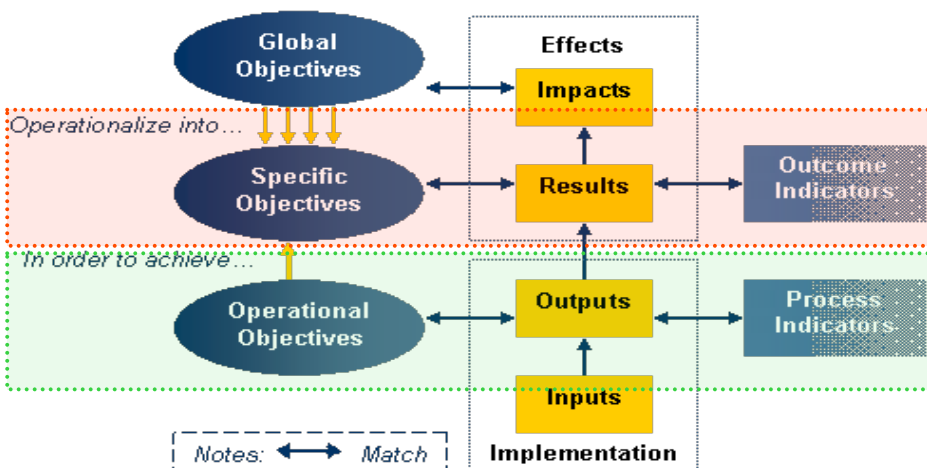 Global
Objectives
Effects
Impacts
Operationalize into…
Specific
Objectives
Results
Outcome
Indicators
In order to achieve…
Operational
Objectives
Outputs
Process
Indicators
Inputs
Notes: Match
Implementation